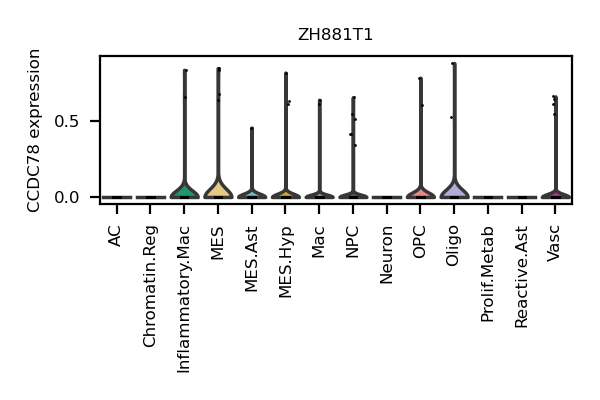 ZH881T1
CCDC78 expression
0.5
0.0
AC
Chromatin.Reg
Inflammatory.Mac
MES
MES.Ast
MES.Hyp
Mac
NPC
Neuron
OPC
Oligo
Prolif.Metab
Reactive.Ast
Vasc